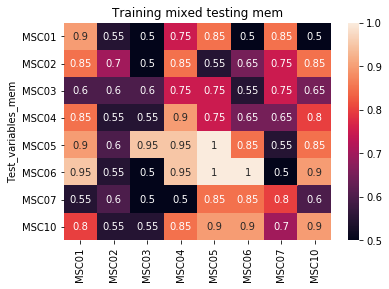 Training mixed testing mem
Test_variables_mem
MSC01 0.9 0.55 0.5 0.75 0.85 0.5 0.85 0.5
MSC02 0.85 0.7 0.5 0.85 0.55 0.65 0.75 0.85
MSC03 0.6 0.6 0.6 0.75 0.75 0.55 0.75 0.65
MSC04 0.85 0.55 0.55 0.9 0.75 0.65 0.65 0.8
MSC05 0.9 0.6 0.95 0.95 1 0.85 0.55 0.85
MSC06 0.95 0.55 0.5 0.95 1 1 0.5 0.9
MSC07 0.55 0.6 0.5 0.5 0.85 0.85 0.8 0.6
MSC10 0.8 0.55 0.55 0.85 0.9 0.9 0.7 0.9
MSC01 MSC02 MSC03 MSC04 MSC05 MSC06 MSC07 MSC10
1.0
0.9
0.8
0.7
0.6
0.5